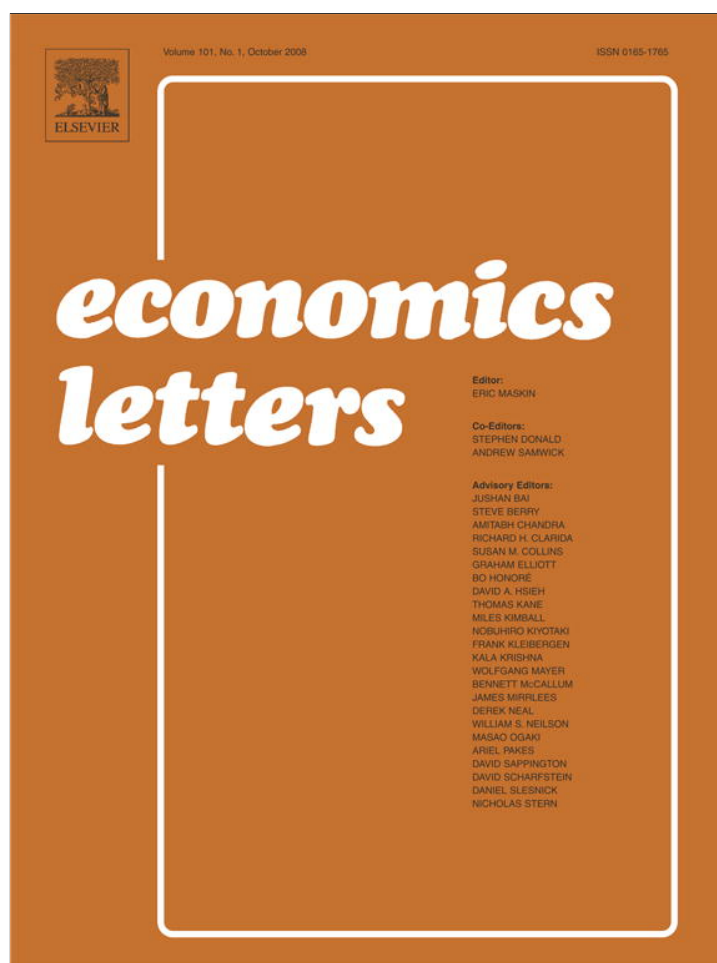 Volume 101, No. 1, October 2008
ISSN 0165-1765
ELSEVIER
economics
letters
Editor:
ERIC MASKIN
Co-Editors:
STEPHEN DONALD
ANDREW SAMWICK
Advisory Editors:
JUSHAN BAI
STEVE BERRY
AMITABH CHANDRA
RICHARD H. CLARIDA
SUSAN M. COLLINS
GRAHAM ELLIOTT
BO HONORÉ
DAVID A. HSIEH
THOMAS KANE
MILES KIMBALL
NOBUHIRO KIYOTAKI
FRANK KLEIBERGEN
KALA KRISHNA
WOLFGANG MAYER
BENNETT McCALLUM
JAMES MIRRLEES
DEREK NEAL
WILLIAM S. NEILSON
MASAO OGAKI
ARIEL PAKES
DAVID SAPPINGTON
DAVID SCHARFSTEIN
DANIEL SLESNICK
NICHOLAS STERN